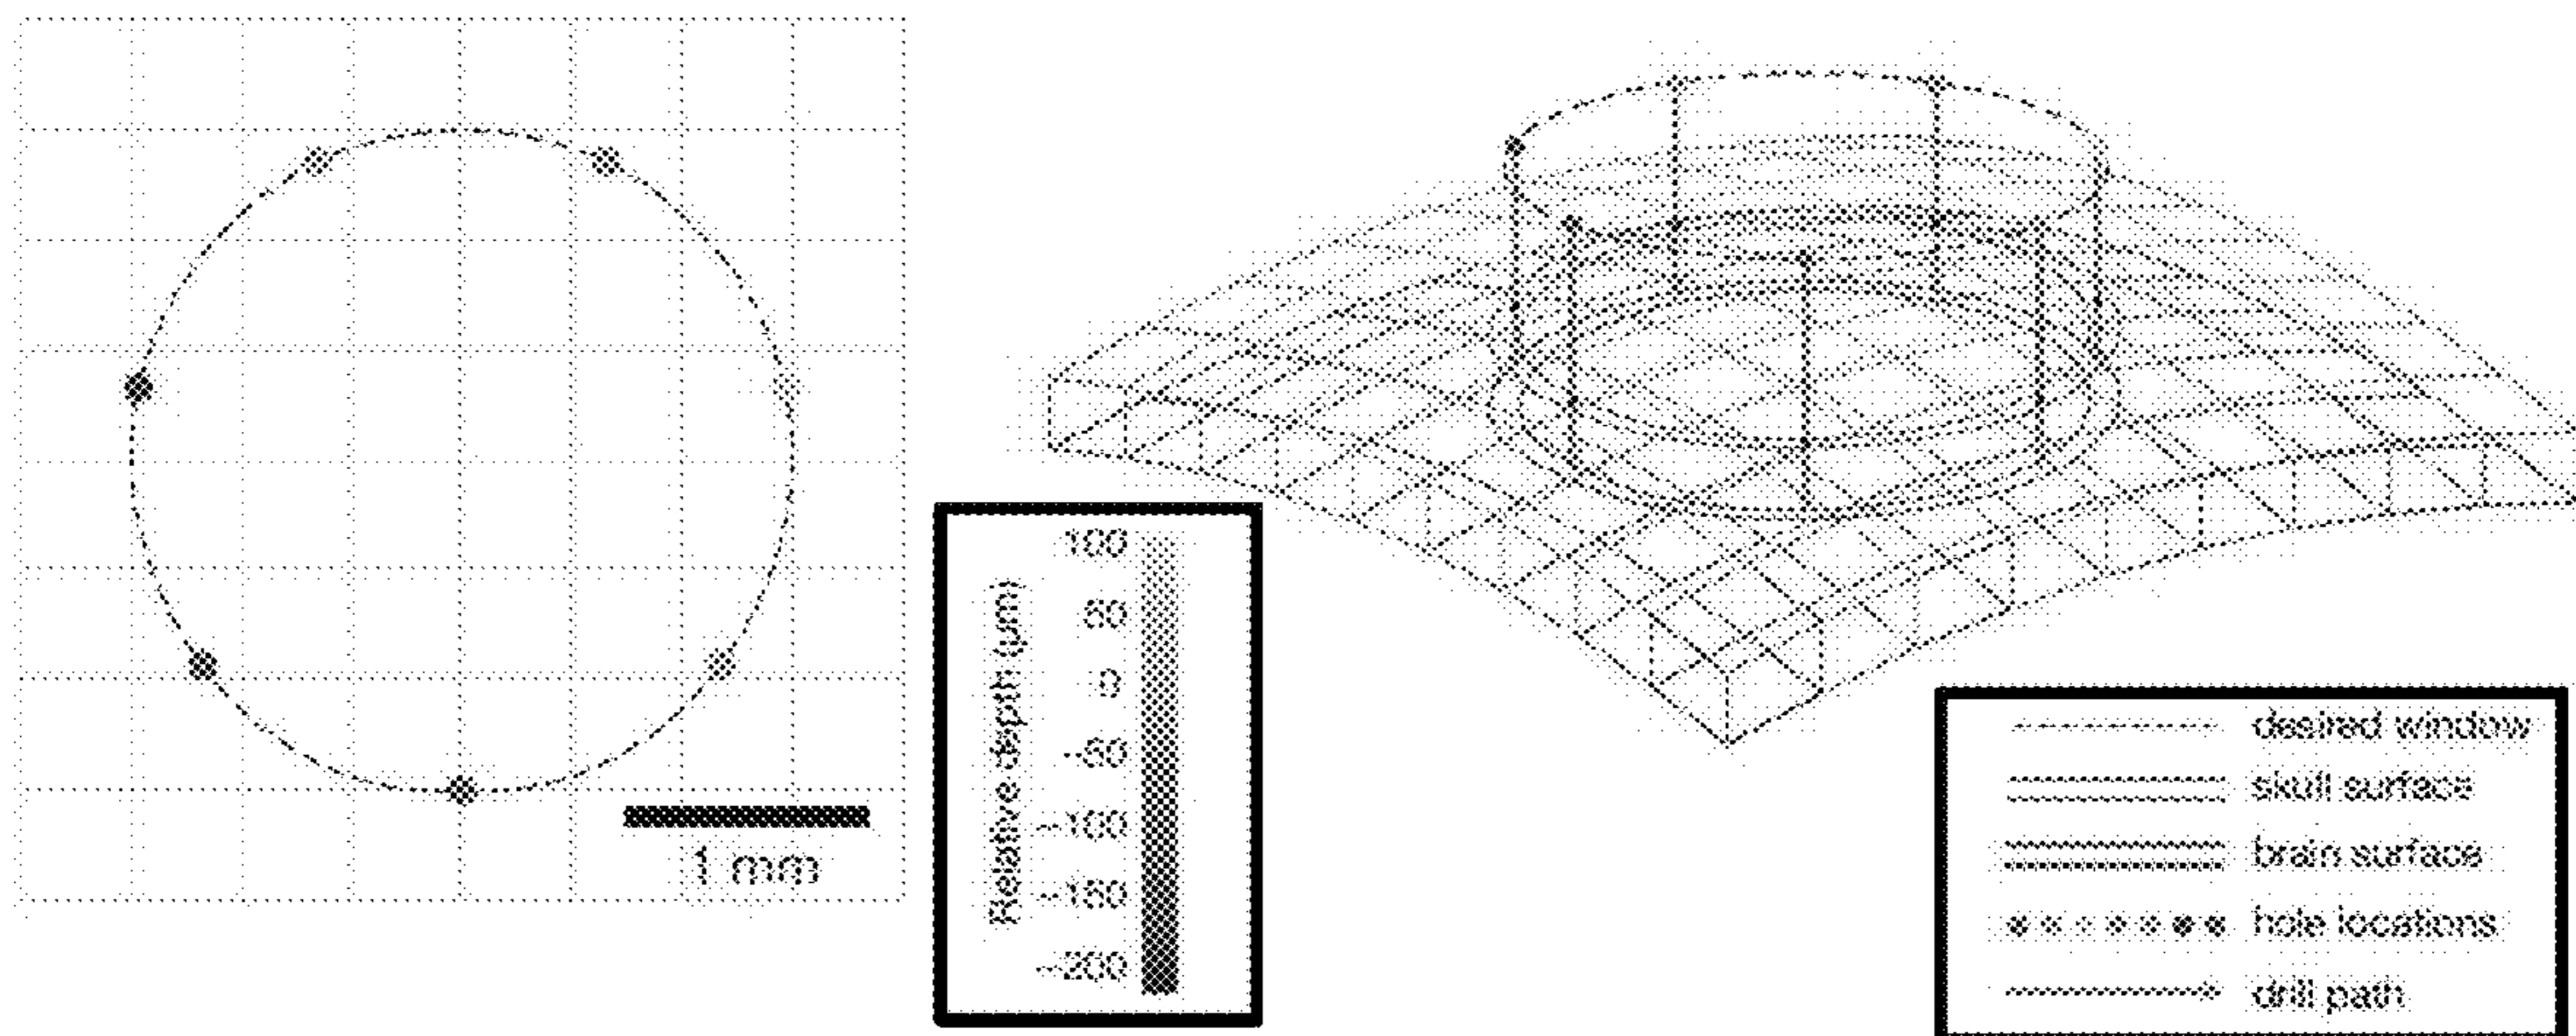 1 mm
Relative depth (μm)
100
50
0
-50
-100
-150
-200
desired window
skull surface
brain surface
hole locations
drill path